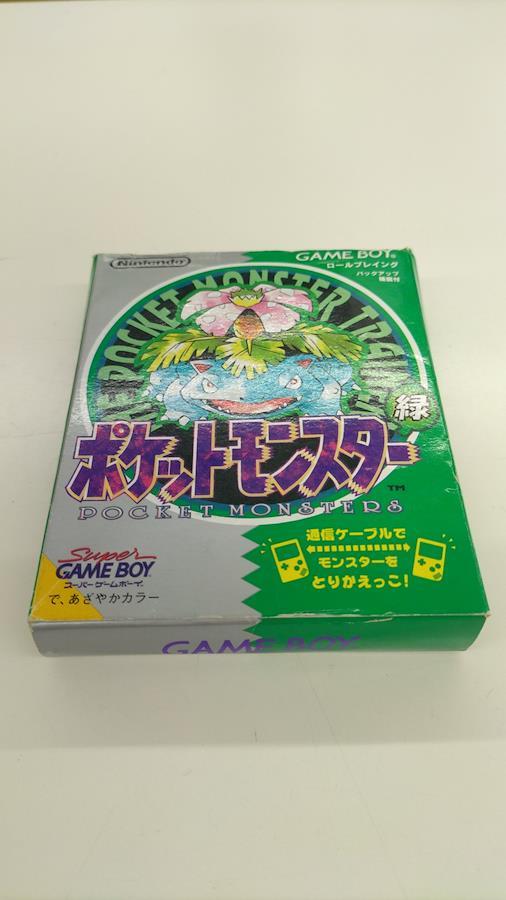 Nintendo
GAME BOY®
ロールプレイング
バックアップ
機能付
POCKET MONSTER
緑
ポケットモンスター
TM
POCKET MONSTERS
通信ケーブルで
モンスターを
とりかえっこ!
Super
GAME BOY
スーパーゲームボーイ
で、あざやかカラー
GAME BOY